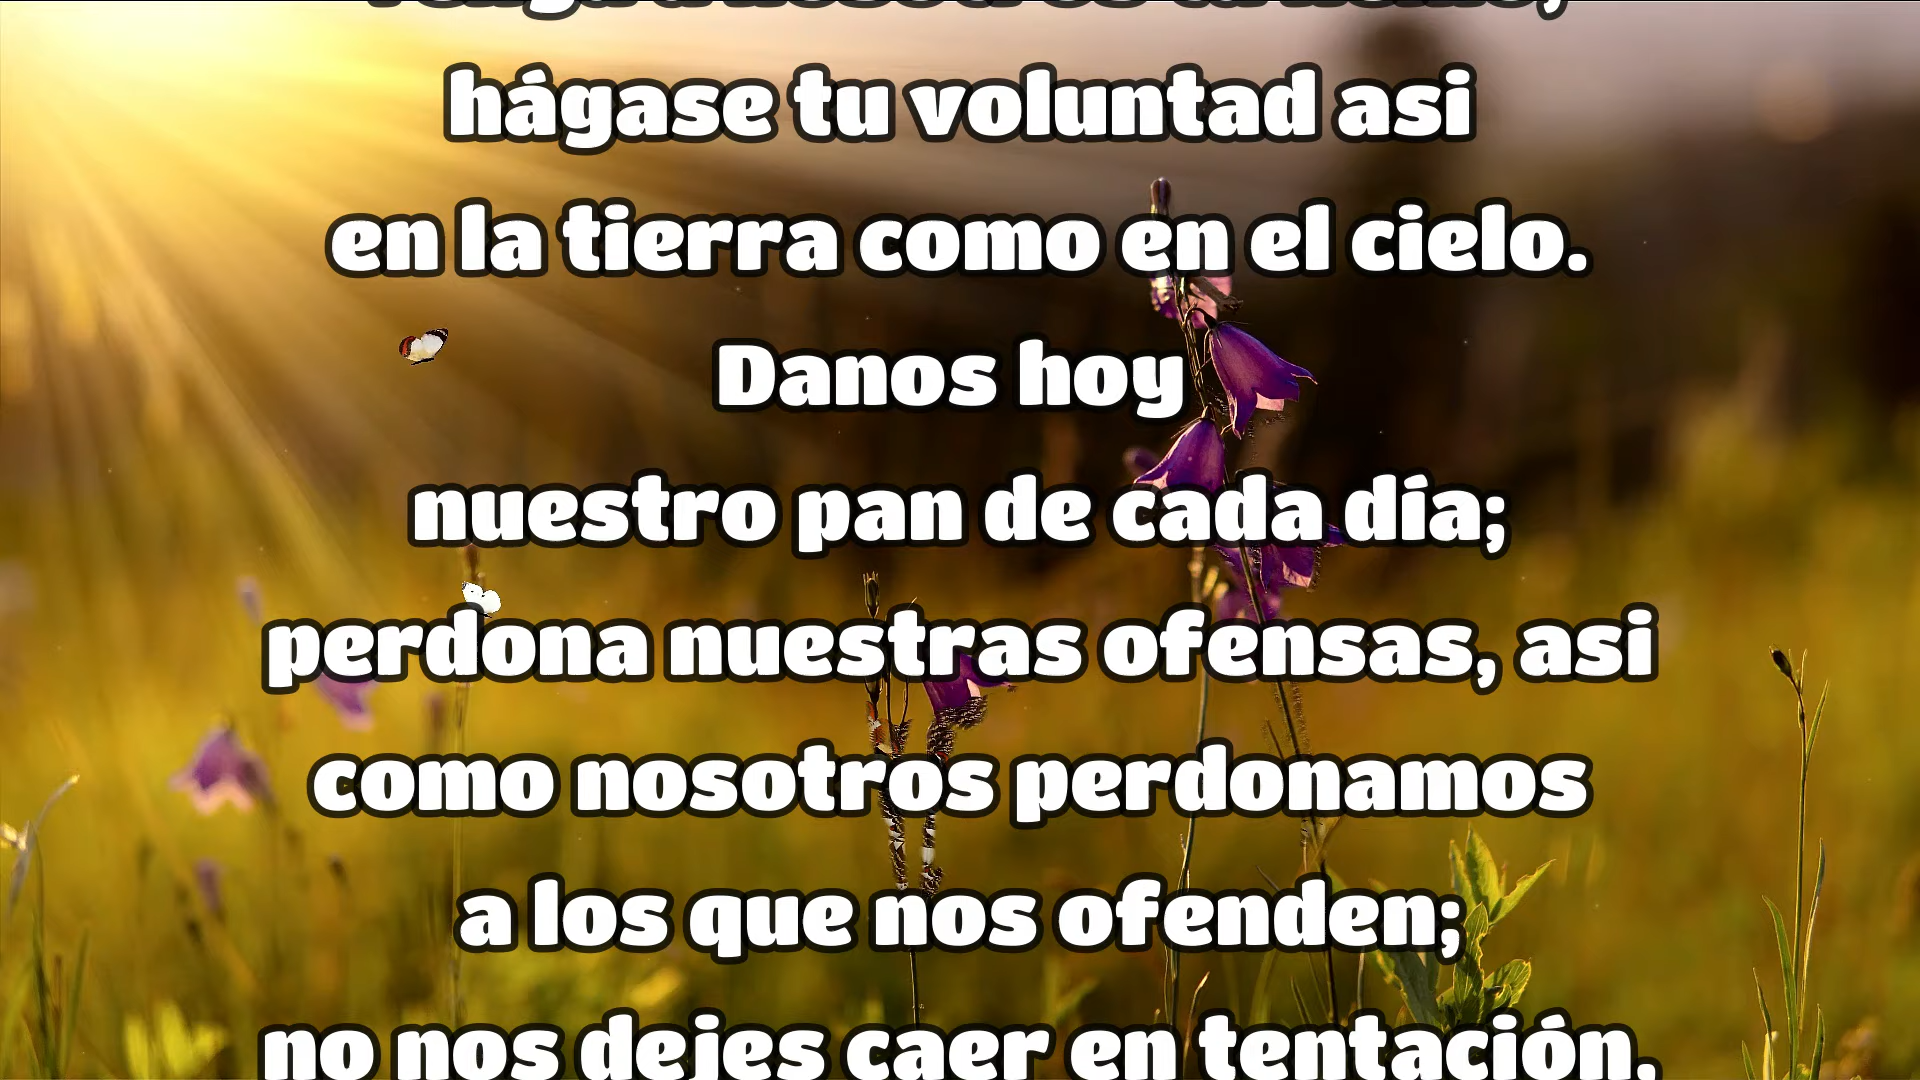 hágase tu voluntad asi
en la tierra como en el cielo.
Danos hoy
nuestro pan de cada día;
perdona nuestras ofensas, asi
como nosotros perdonamos
a los que nos ofenden;
no nos dejes caer en tentación,